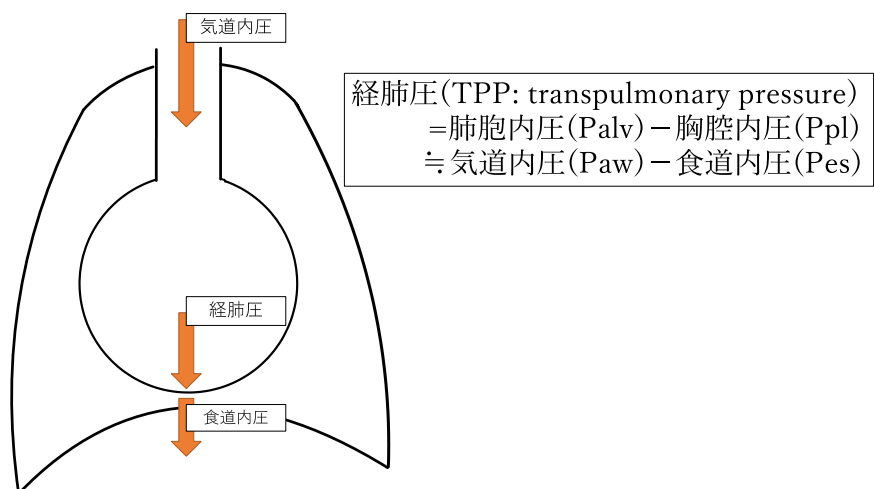 気道内圧
経肺圧(TPP: transpulmonary pressure)
=肺胞内圧(Palv)－胸腔内圧(Ppl)
≒気道内圧(Paw)－食道内圧(Pes)
経肺圧
食道内圧